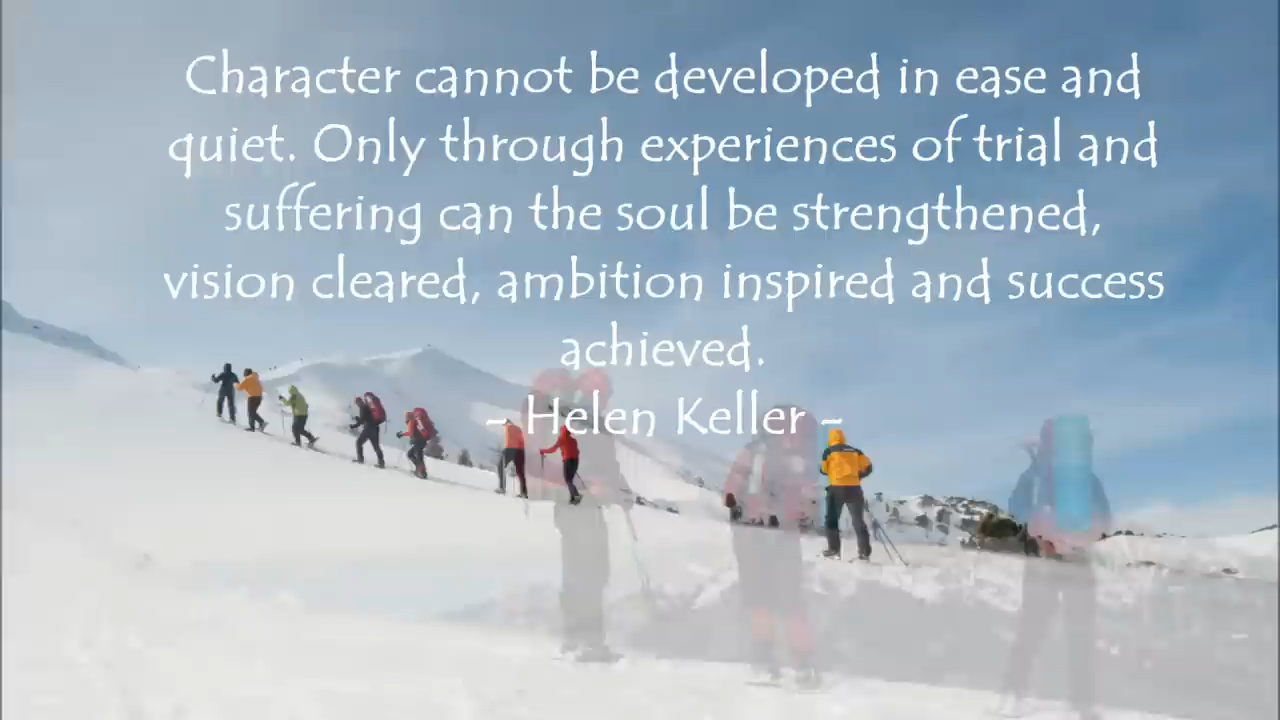 Character cannot be developed in ease and
quiet. Only through experiences of trial and
suffering can the soul be strengthened,
vision cleared, ambition inspired and success
achieved.
- Helen Keller -